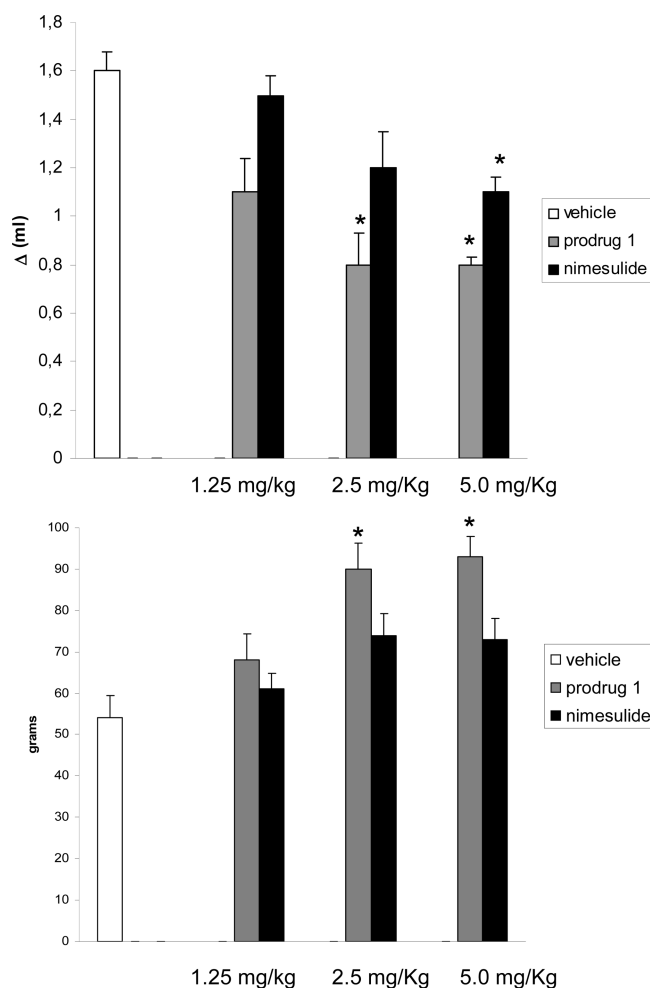 1,8
1,6
1,4
1,2
1
0,8
0,6
0,4
0,2
0
Δ (ml)
*
*
*
vehicle
prodrug 1
nimesulide
1.25 mg/kg 2.5 mg/Kg 5.0 mg/Kg
100
90
80
70
60
50
40
30
20
10
0
grams
*
*
vehicle
prodrug 1
nimesulide
1.25 mg/kg 2.5 mg/Kg 5.0 mg/Kg